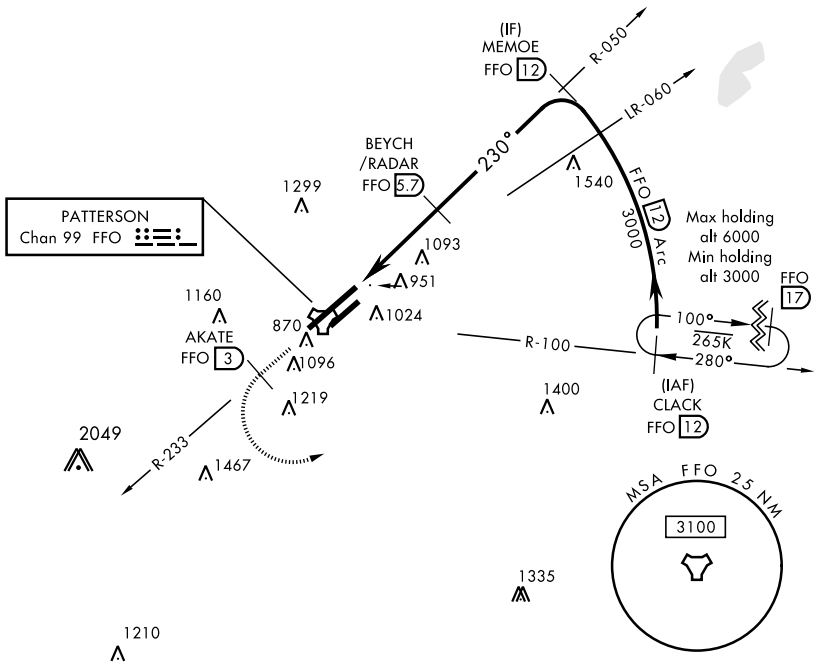 (IF)
MEMOE
FFO 12
R-050
LR-060
BEYCH
/RADAR
FFO 5.7
230°
1540
FFO 12 Arc
3000
1299
PATTERSON
Chan 99 FFO
Max holding
alt 6000
Min holding
alt 3000
FFO
17
1093
951
1024
1160
870
AKATE
FFO 3
1096
1219
100°
265K
280°
R-100
(IAF)
CLACK
FFO 12
1400
2049
R-233
1467
MSA FFO 25 NM
3100
1335
1210